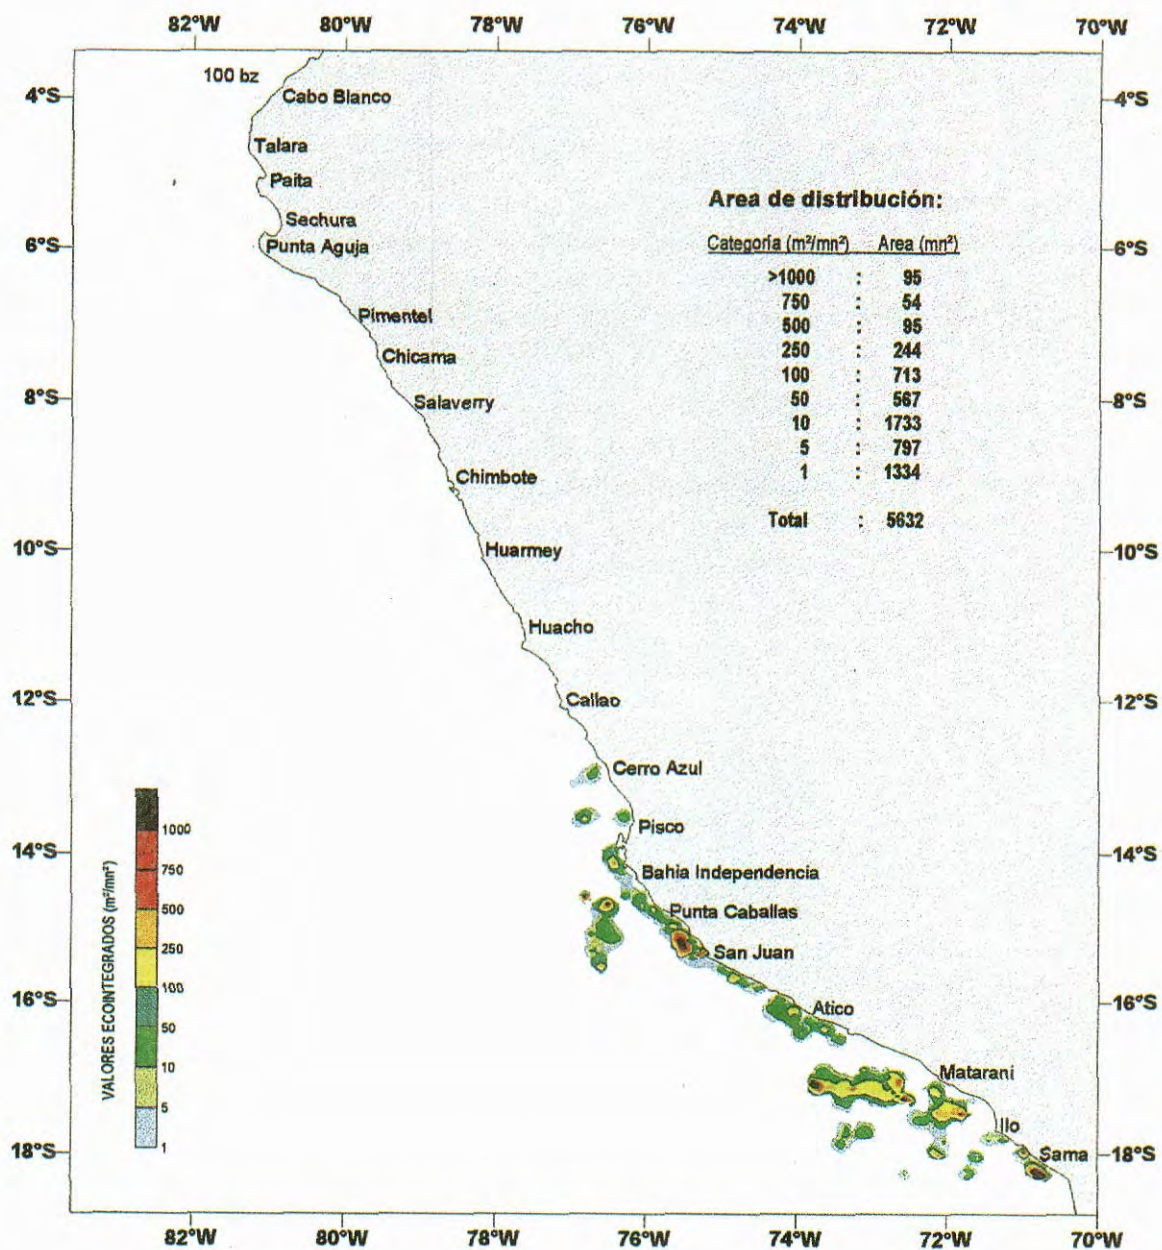 82°W 80°W 78°W 76°W 74°W 72°W 70°W
100 bz
4°S 4°S
Cabo Blanco
Talara
Paita
Area de distribución:
Sechura
Categoría (m²/mn²) Area (mn²)
6°S Punta Aguja 6°S
>1000 : 95
750 : 54
Pimentel
500 : 95
250 : 244
Chicama
100 : 713
50 : 567
8°S Salaverry 8°S
10 : 1733
5 : 797
Chimbote
1 : 1334
Total : 5632
10°S Huarmey 10°S
Huacho
12°S Callao 12°S
Cerro Azul
Pisco
14°S 14°S
Bahia Independencia
Punta Caballas
San Juan
16°S 16°S
Atico
Matarani
Ilo
18°S Sama 18°S
VALORES ECOINTEGRADOS (m²/mn²)
1000
750
500
250
100
50
10
5
1
82°W 80°W 78°W 76°W 74°W 72°W 70°W